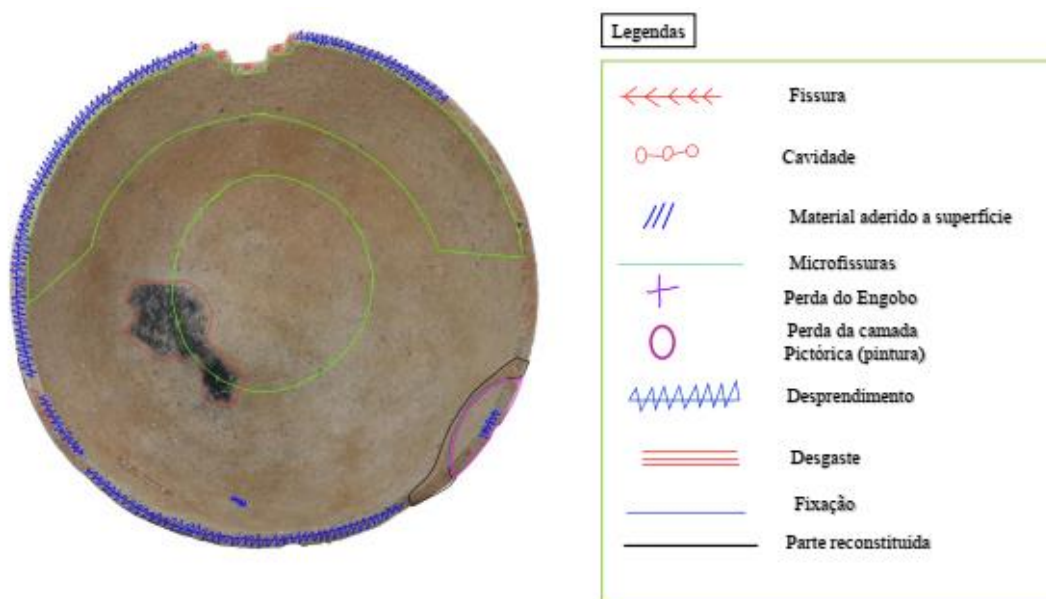 Legendas
Fissura
Cavidade
Material aderido a superfície
Microfissuras
Perda do Engobo
Perda da camada
Pictórica (pintura)
Desprendimento
Desgaste
Fixação
Parte reconstituida